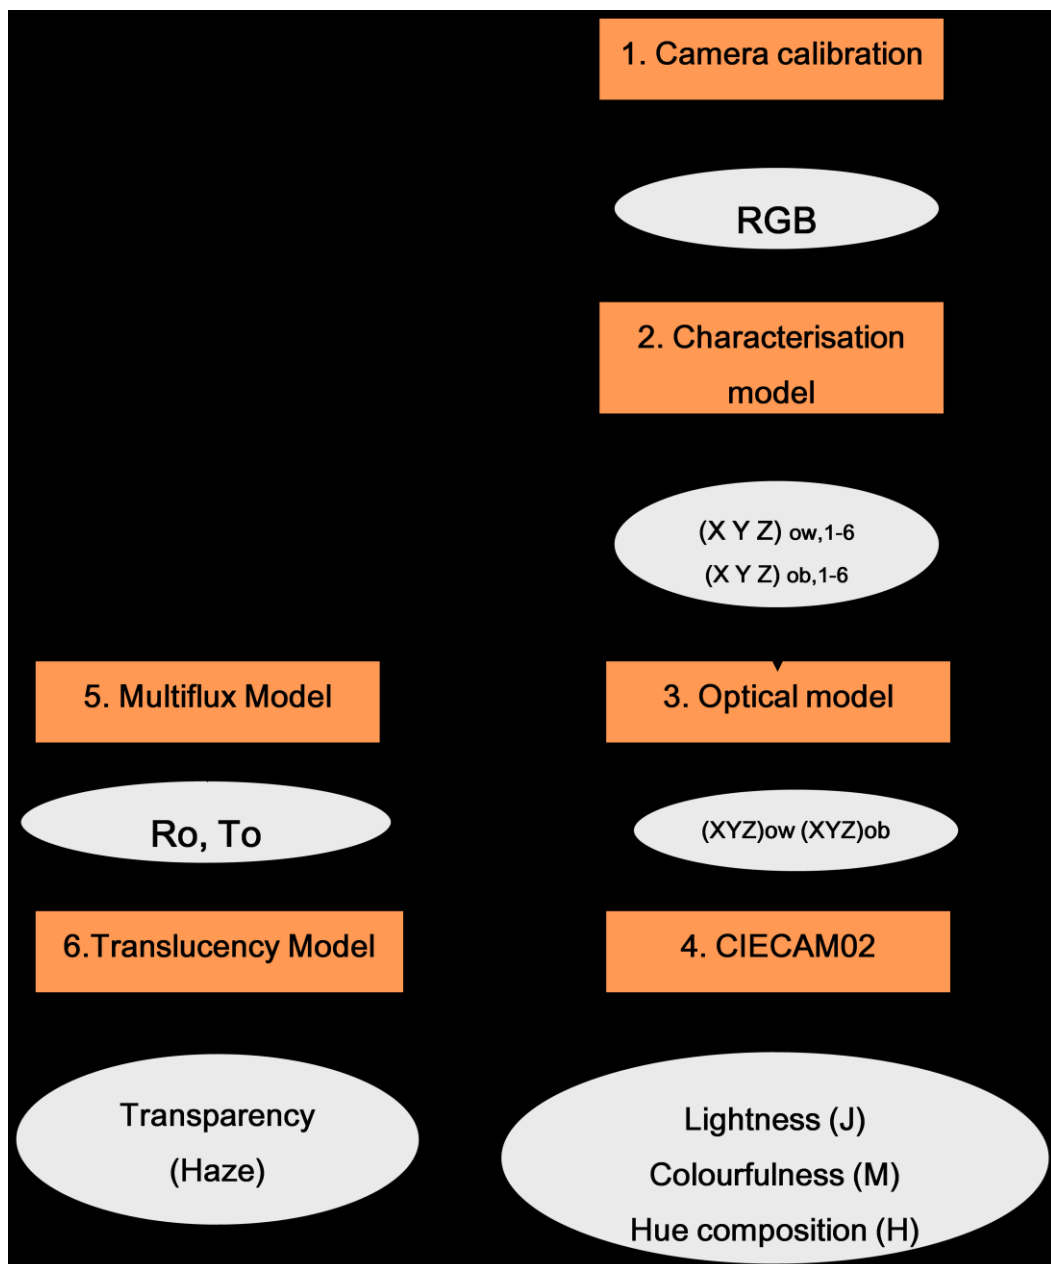 1. Camera calibration
RGB
2. Characterisation
model
(X Y Z) ow,1-6
(X Y Z) ob,1-6
5. Multiflux Model
3. Optical model
Ro, To
(XYZ)ow (XYZ)ob
6.Translucency Model
4. CIECAM02
Transparency
(Haze)
Lightness (J)
Colourfulness (M)
Hue composition (H)